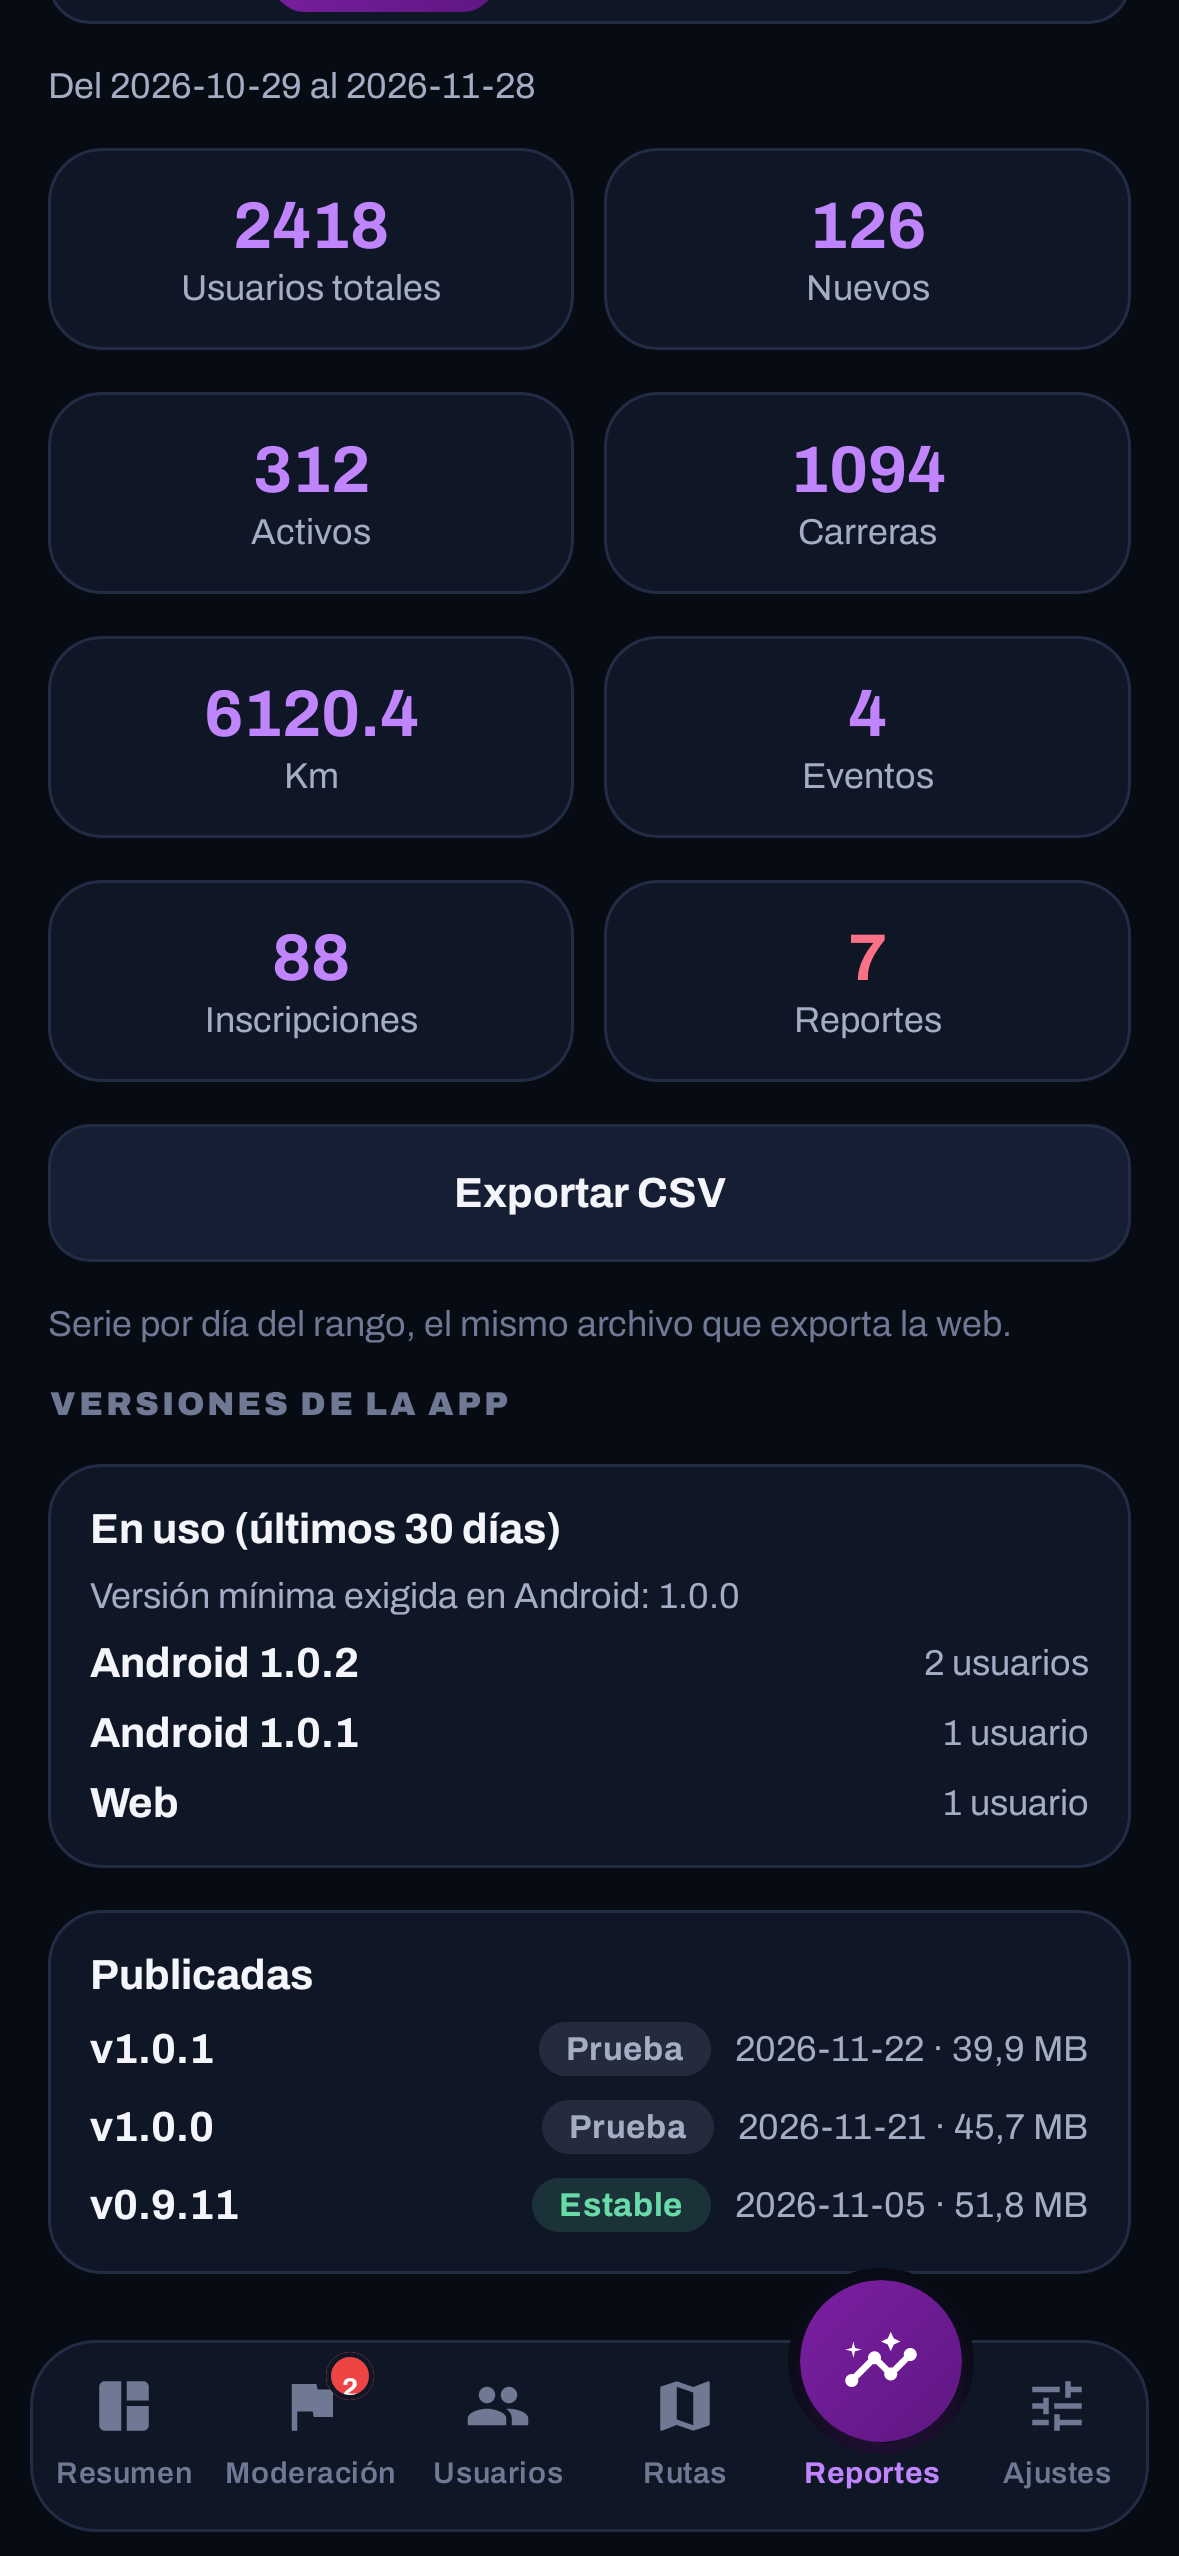 Del 2026-10-29 al 2026-11-28
2418
Usuarios totales
126
Nuevos
312
Activos
1094
Carreras
6120.4
Km
4
Eventos
88
Inscripciones
7
Reportes
Exportar CSV
Serie por día del rango, el mismo archivo que exporta la web.
VERSIONES DE LA APP
En uso (últimos 30 días)
Versión mínima exigida en Android: 1.0.0
Android 1.0.2 2 usuarios
Android 1.0.1 1 usuario
Web 1 usuario
Publicadas
v1.0.1 Prueba 2026-11-22 · 39,9 MB
v1.0.0 Prueba 2026-11-21 · 45,7 MB
v0.9.11 Estable 2026-11-05 · 51,8 MB
2
Resumen Moderación Usuarios Rutas Reportes Ajustes